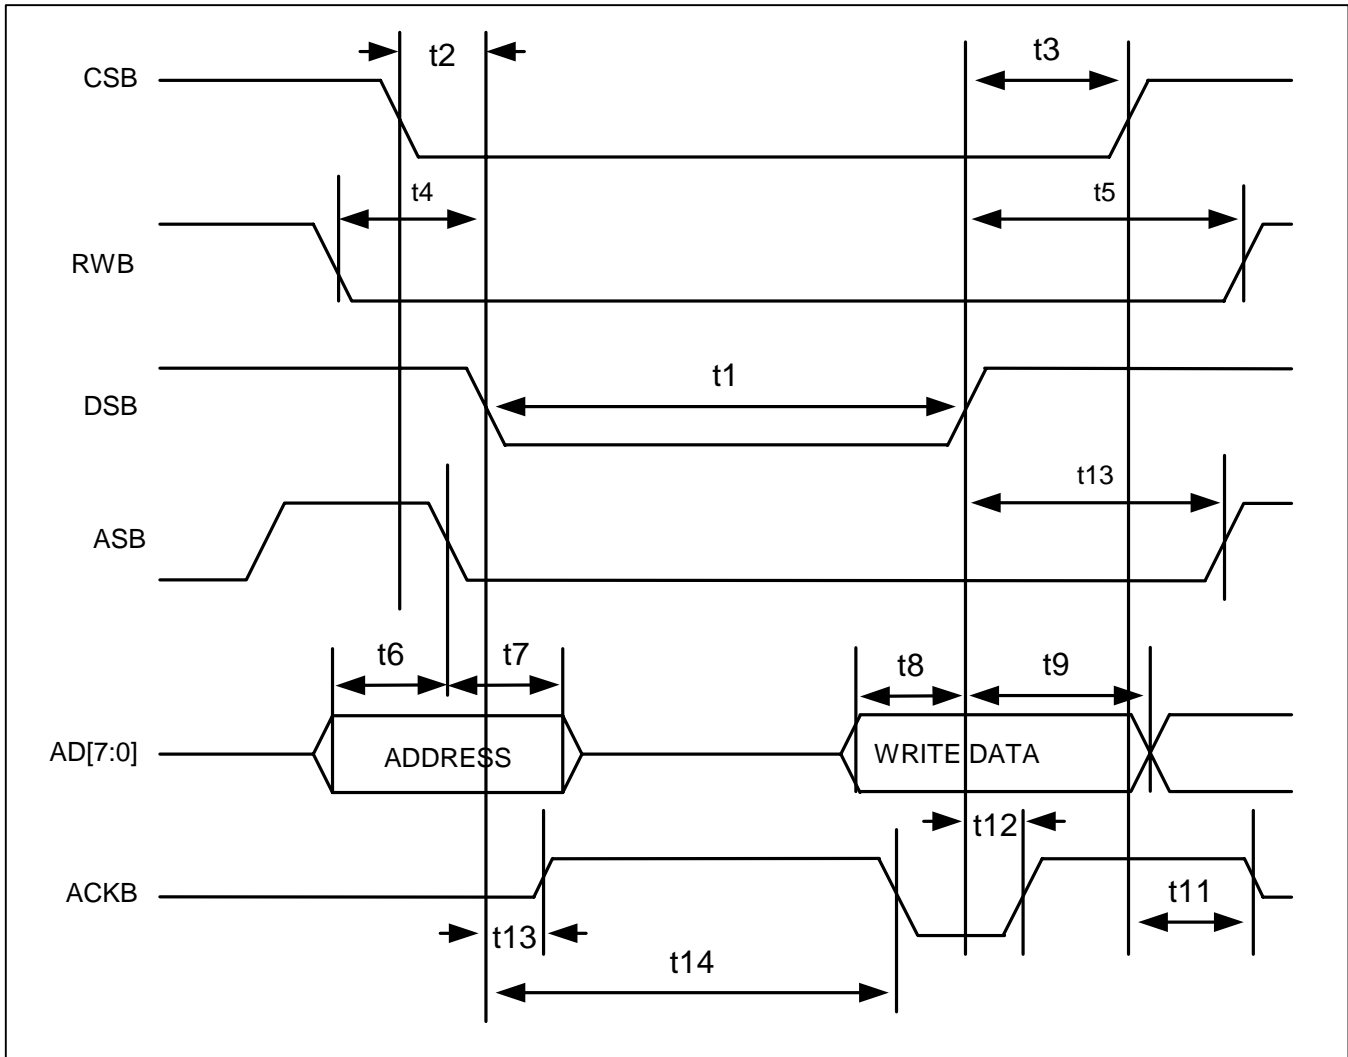 t2
t3
CSB
t4
t5
RWB
t1
DSB
t13
ASB
t6
t7
t8
t9
AD[7:0]
ADDRESS
WRITE DATA
t12
ACKB
t11
t13
t14